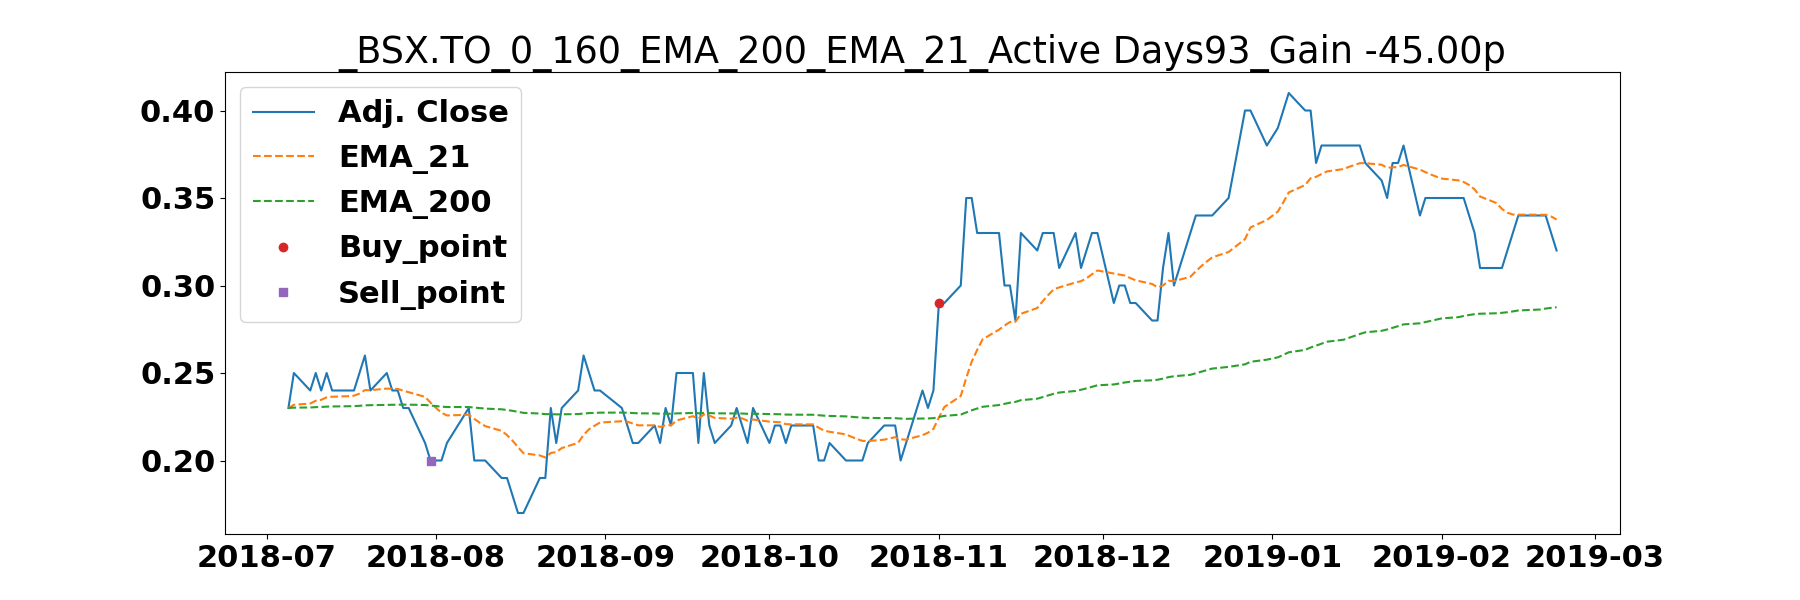 _BSX.TO_0_160_EMA_200_EMA_21_Active Days93_Gain -45.00p
Adj. Close
EMA_21
EMA_200
Buy_point
Sell_point
0.40
0.35
0.30
0.25
0.20
2018-07 2018-08 2018-09 2018-10 2018-11 2018-12 2019-01 2019-02 2019-03